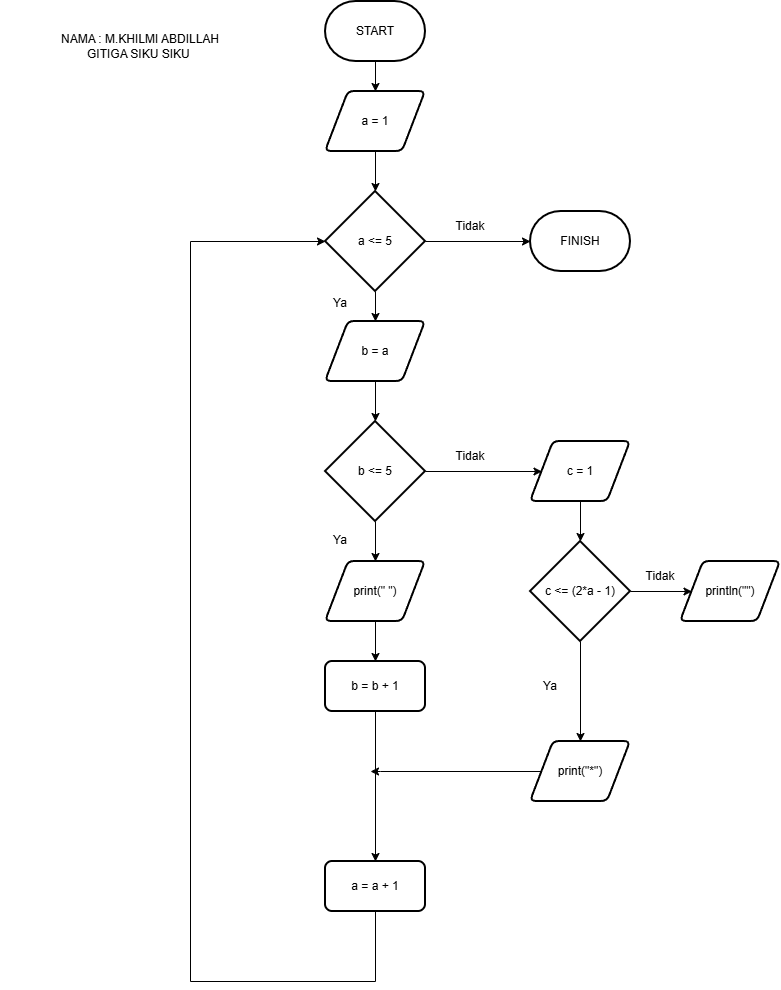 NAMA : M.KHILMI ABDILLAH
GITIGA SIKU SIKU
START
a = 1
a <= 5
Tidak
FINISH
Ya
b = a
b <= 5
Tidak
c = 1
Ya
print(" ")
c <= (2*a - 1)
Tidak
println("")
b = b + 1
Ya
print("*")
a = a + 1